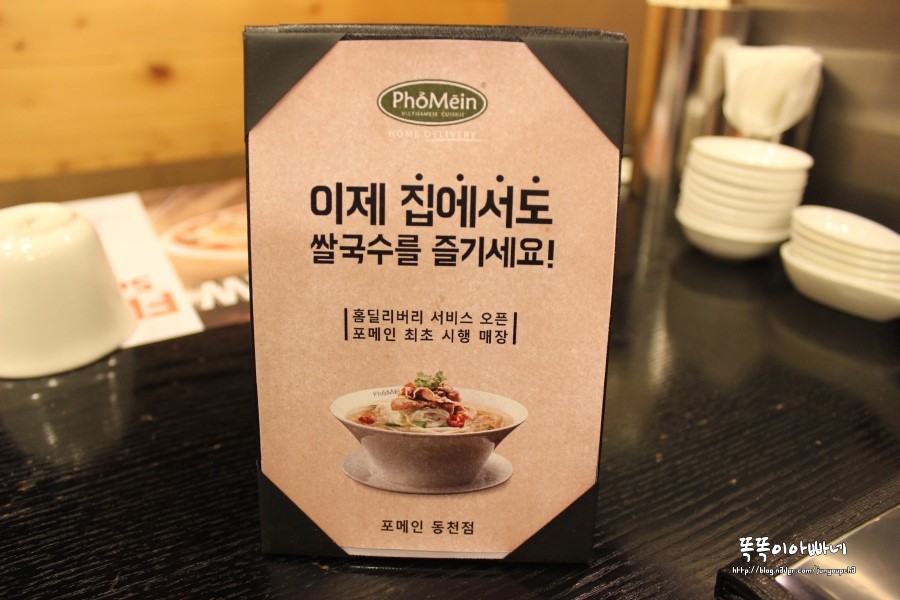 PhởMēin
VIETNAMESE CUISINE
HOME DELIVERY
이제 집에서도
쌀국수를 즐기세요!
홈딜리버리 서비스 오픈
포메인 최초 시행 매장
PhởMēin
포메인 동천점
똑똑이아빠네